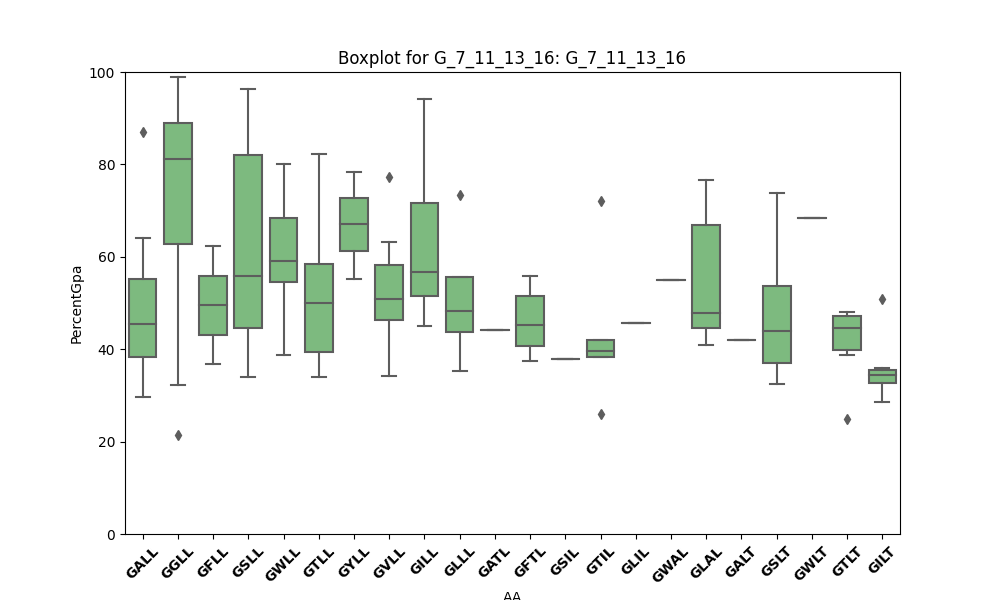 Boxplot for G_7_11_13_16: G_7_11_13_16
100
80
60
40
20
0
PercentGpa
GALL GGLL GFLL GSLL GWLL GTLL GYLL GVLL GILL GLLL GATL GFTL GSIL GTIL GLIL GWAL GLAL GALT GSLT GWLT GTLT GILT
AA